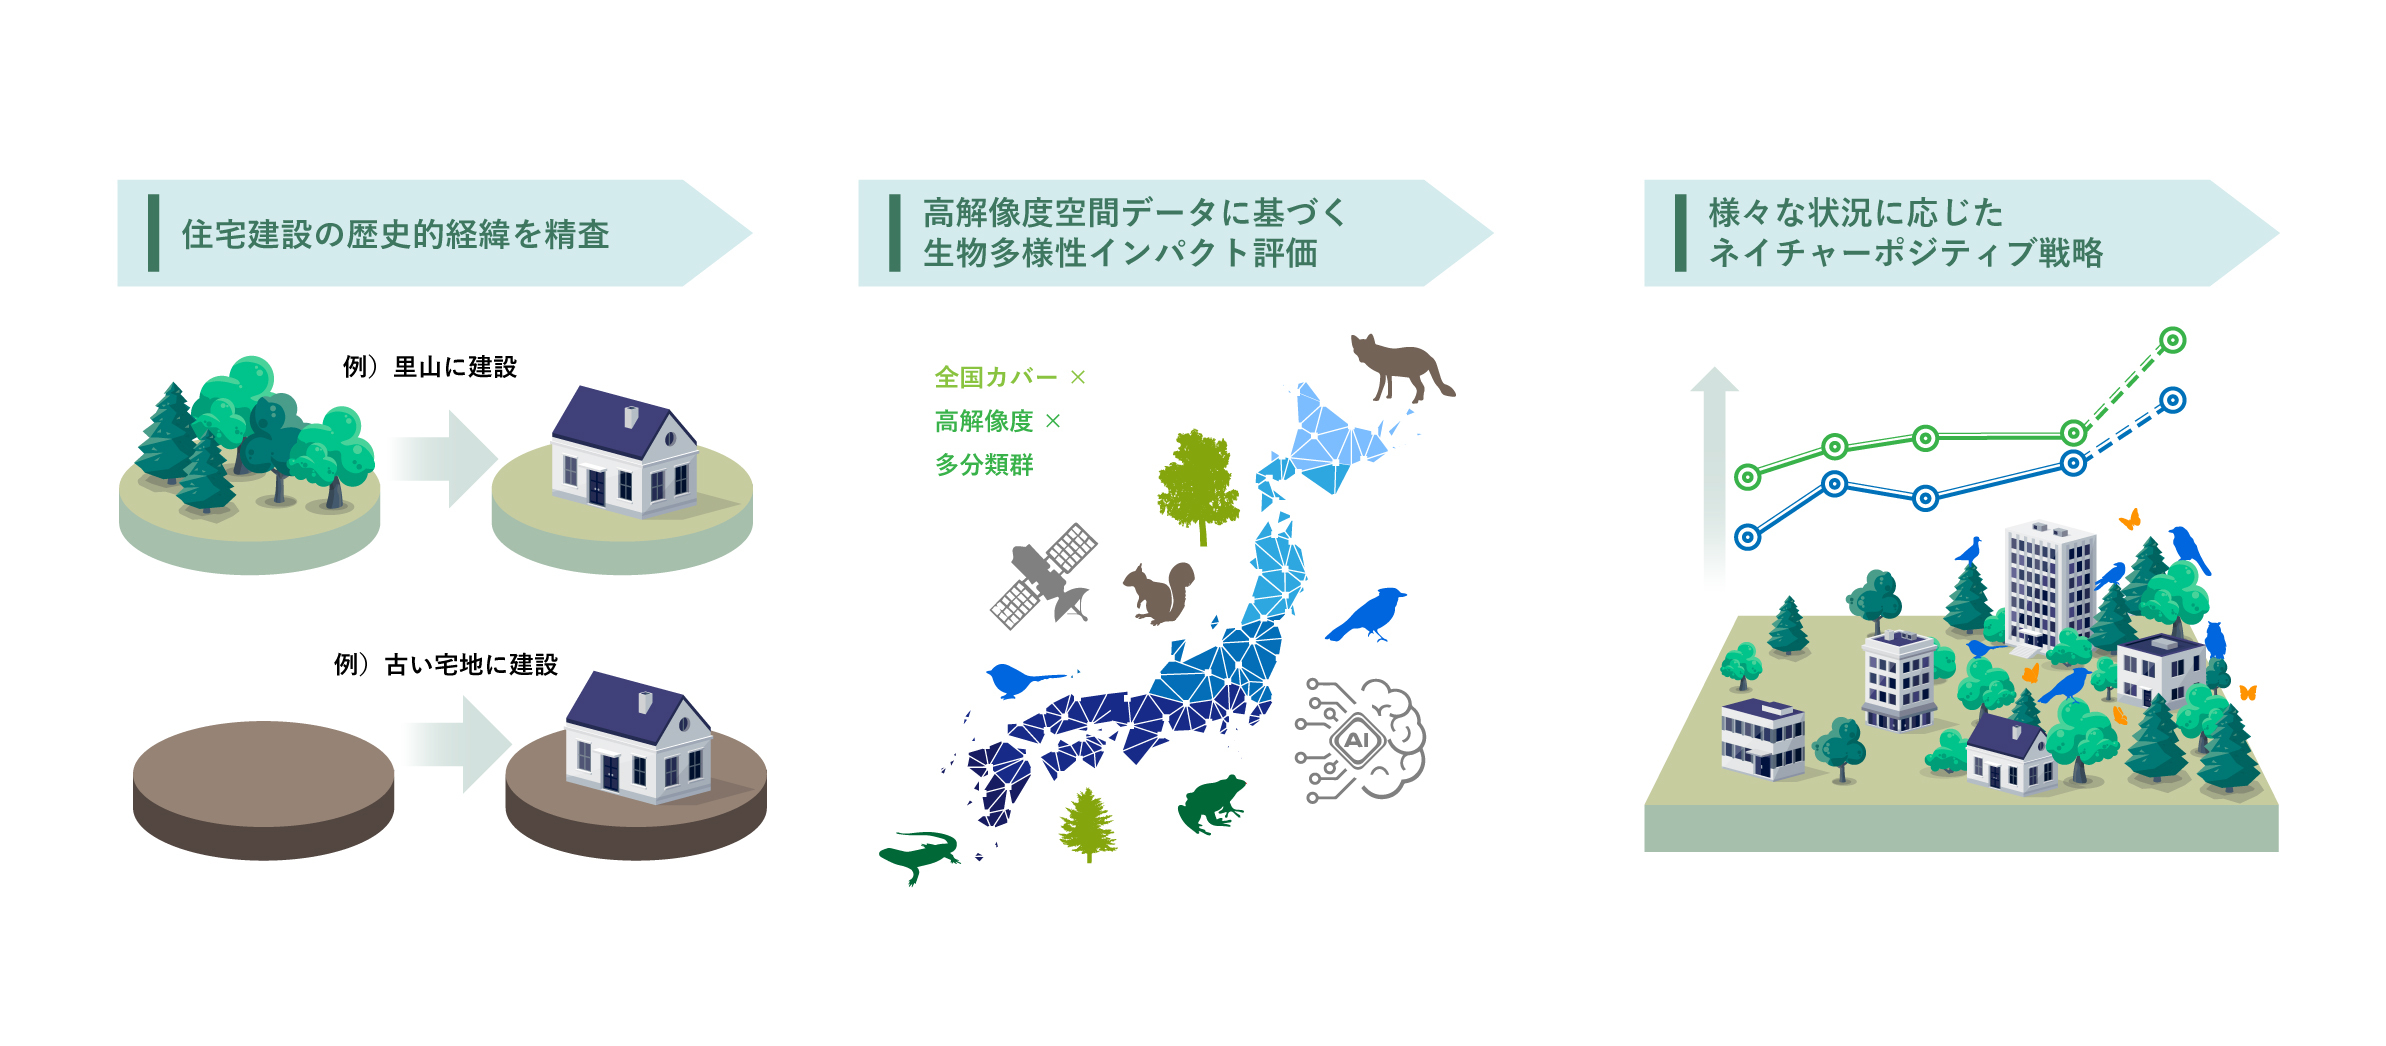 住宅建設の歴史的経緯を精査
例）里山に建設
例）古い宅地に建設
高解像度空間データに基づく
生物多様性インパクト評価
全国カバー ×
高解像度 ×
多分類群
AI
様々な状況に応じた
ネイチャーポジティブ戦略